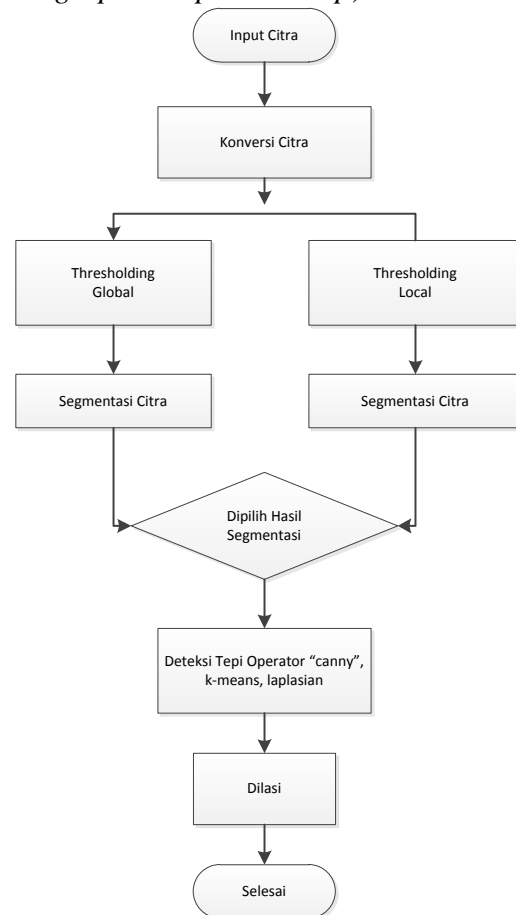 Input Citra
Konversi Citra
Thresholding
Global
Thresholding
Local
Segmentasi Citra
Segmentasi Citra
Dipilih Hasil
Segmentasi
Deteksi Tepi Operator “canny”,
k-means, laplasian
Dilasi
Selesai